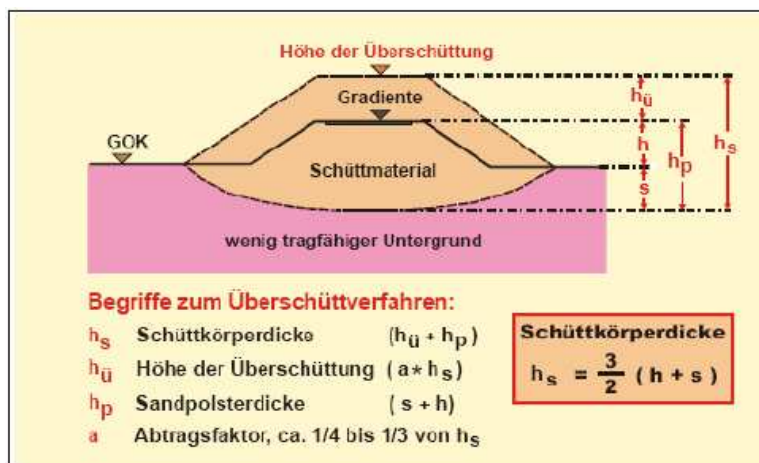 Höhe der Überschüttung
Gradiente
GOK
Schüttmaterial
wenig tragfähiger Untergrund
hü
h
s
hp
hs
Begriffe zum Überschüttverfahren:
hs Schüttkörperdicke (hü + hp)
hü Höhe der Überschüttung ( a* hs)
hp Sandpolsterdicke ( s + h)
a Abtragsfaktor, ca. 1/4 bis 1/3 von hs
Schüttkörperdicke
hs = 3/2 ( h + s )